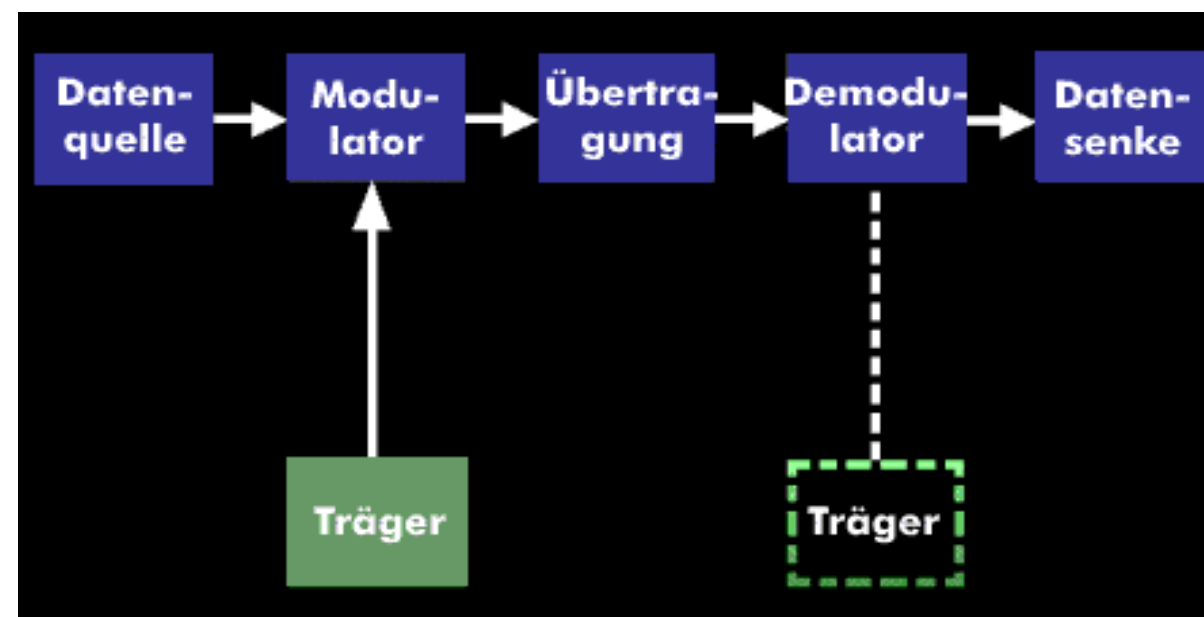 Daten-
quelle
Modu-
lator
Übertra-
gung
Demodu-
lator
Daten-
senke
Träger
Träger